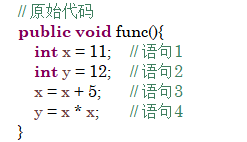 //原始代码
public void func(){
int x = 11; //语句1
int y = 12; //语句2
x = x + 5; //语句3
y = x * x; //语句4
}